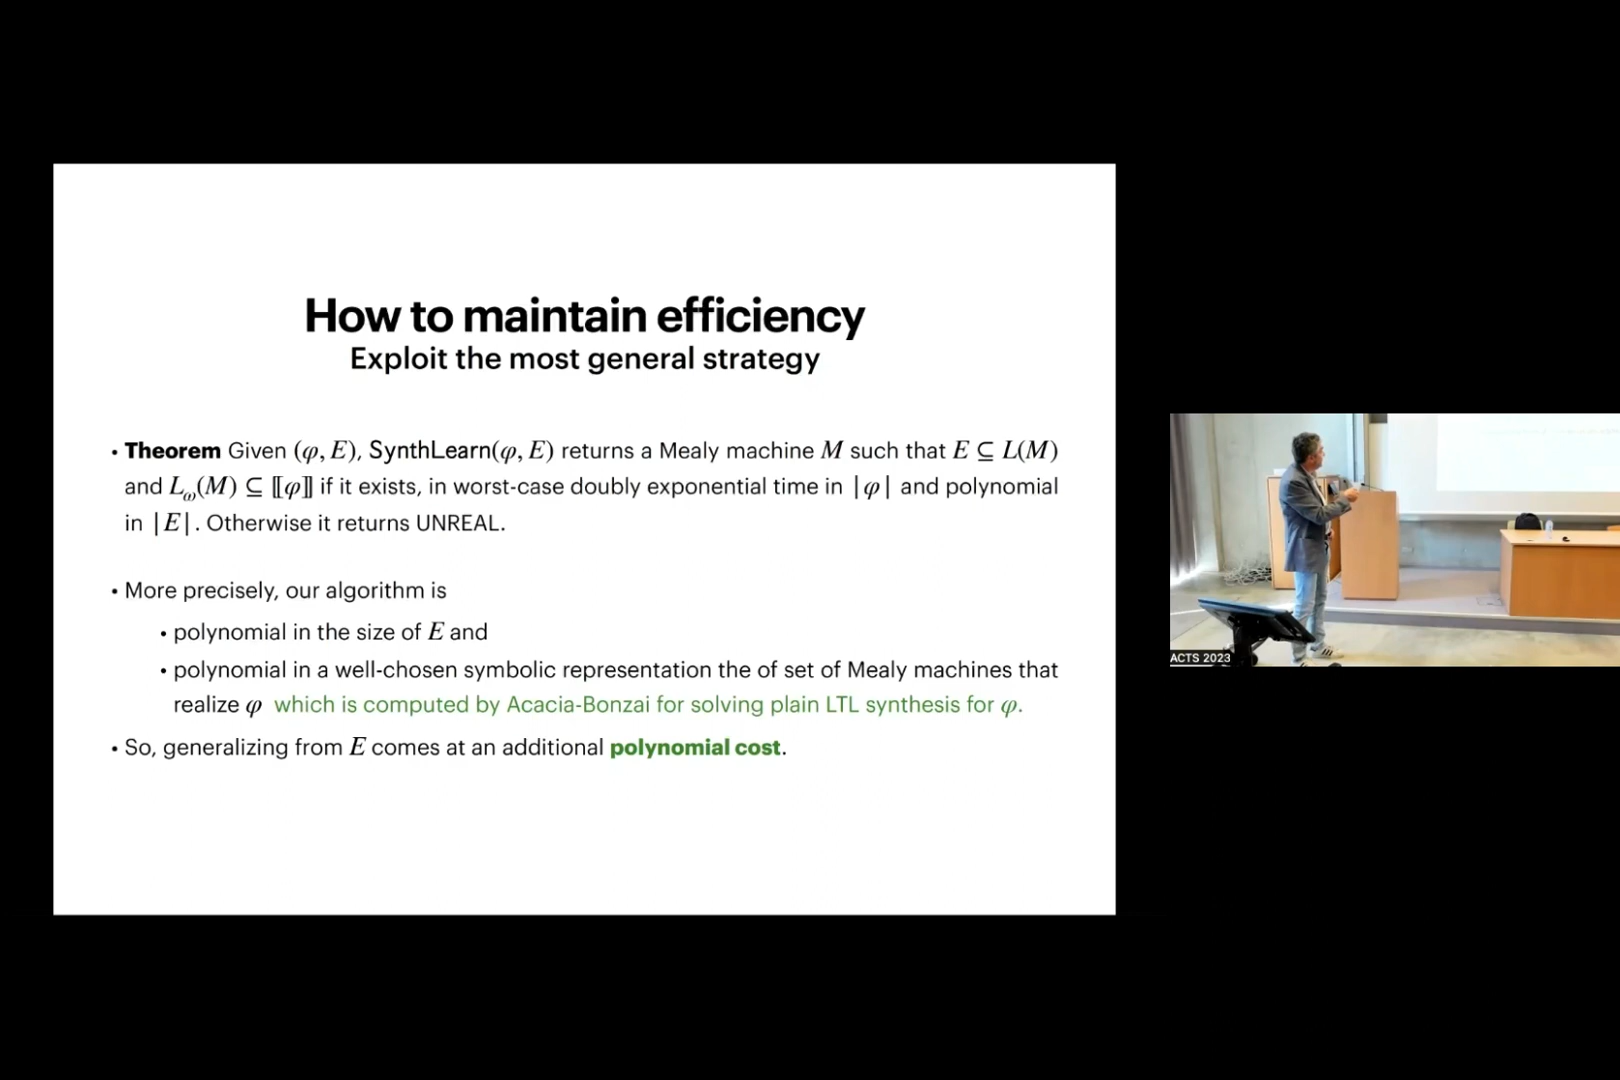 How to maintain efficiency
Exploit the most general strategy
• Theorem Given (φ, E), SynthLearn(φ, E) returns a Mealy machine M such that E ⊆ L(M)
and L_ω(M) ⊆ ⟦φ⟧ if it exists, in worst-case doubly exponential time in |φ| and polynomial
in |E|. Otherwise it returns UNREAL.
• More precisely, our algorithm is
• polynomial in the size of E and
• polynomial in a well-chosen symbolic representation the of set of Mealy machines that
realize φ which is computed by Acacia-Bonzai for solving plain LTL synthesis for φ.
• So, generalizing from E comes at an additional polynomial cost.
ACTS 2023